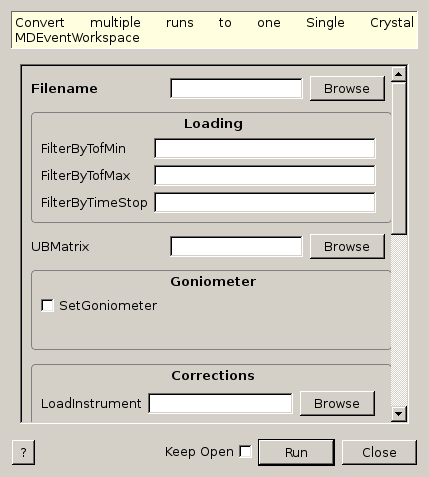 Convert multiple runs to one Single Crystal
MDEventWorkspace
Filename Browse
Loading
FilterByTofMin
FilterByTofMax
FilterByTimeStop
UBMatrix Browse
Goniometer
SetGoniometer
Corrections
LoadInstrument Browse
? Keep Open Run Close